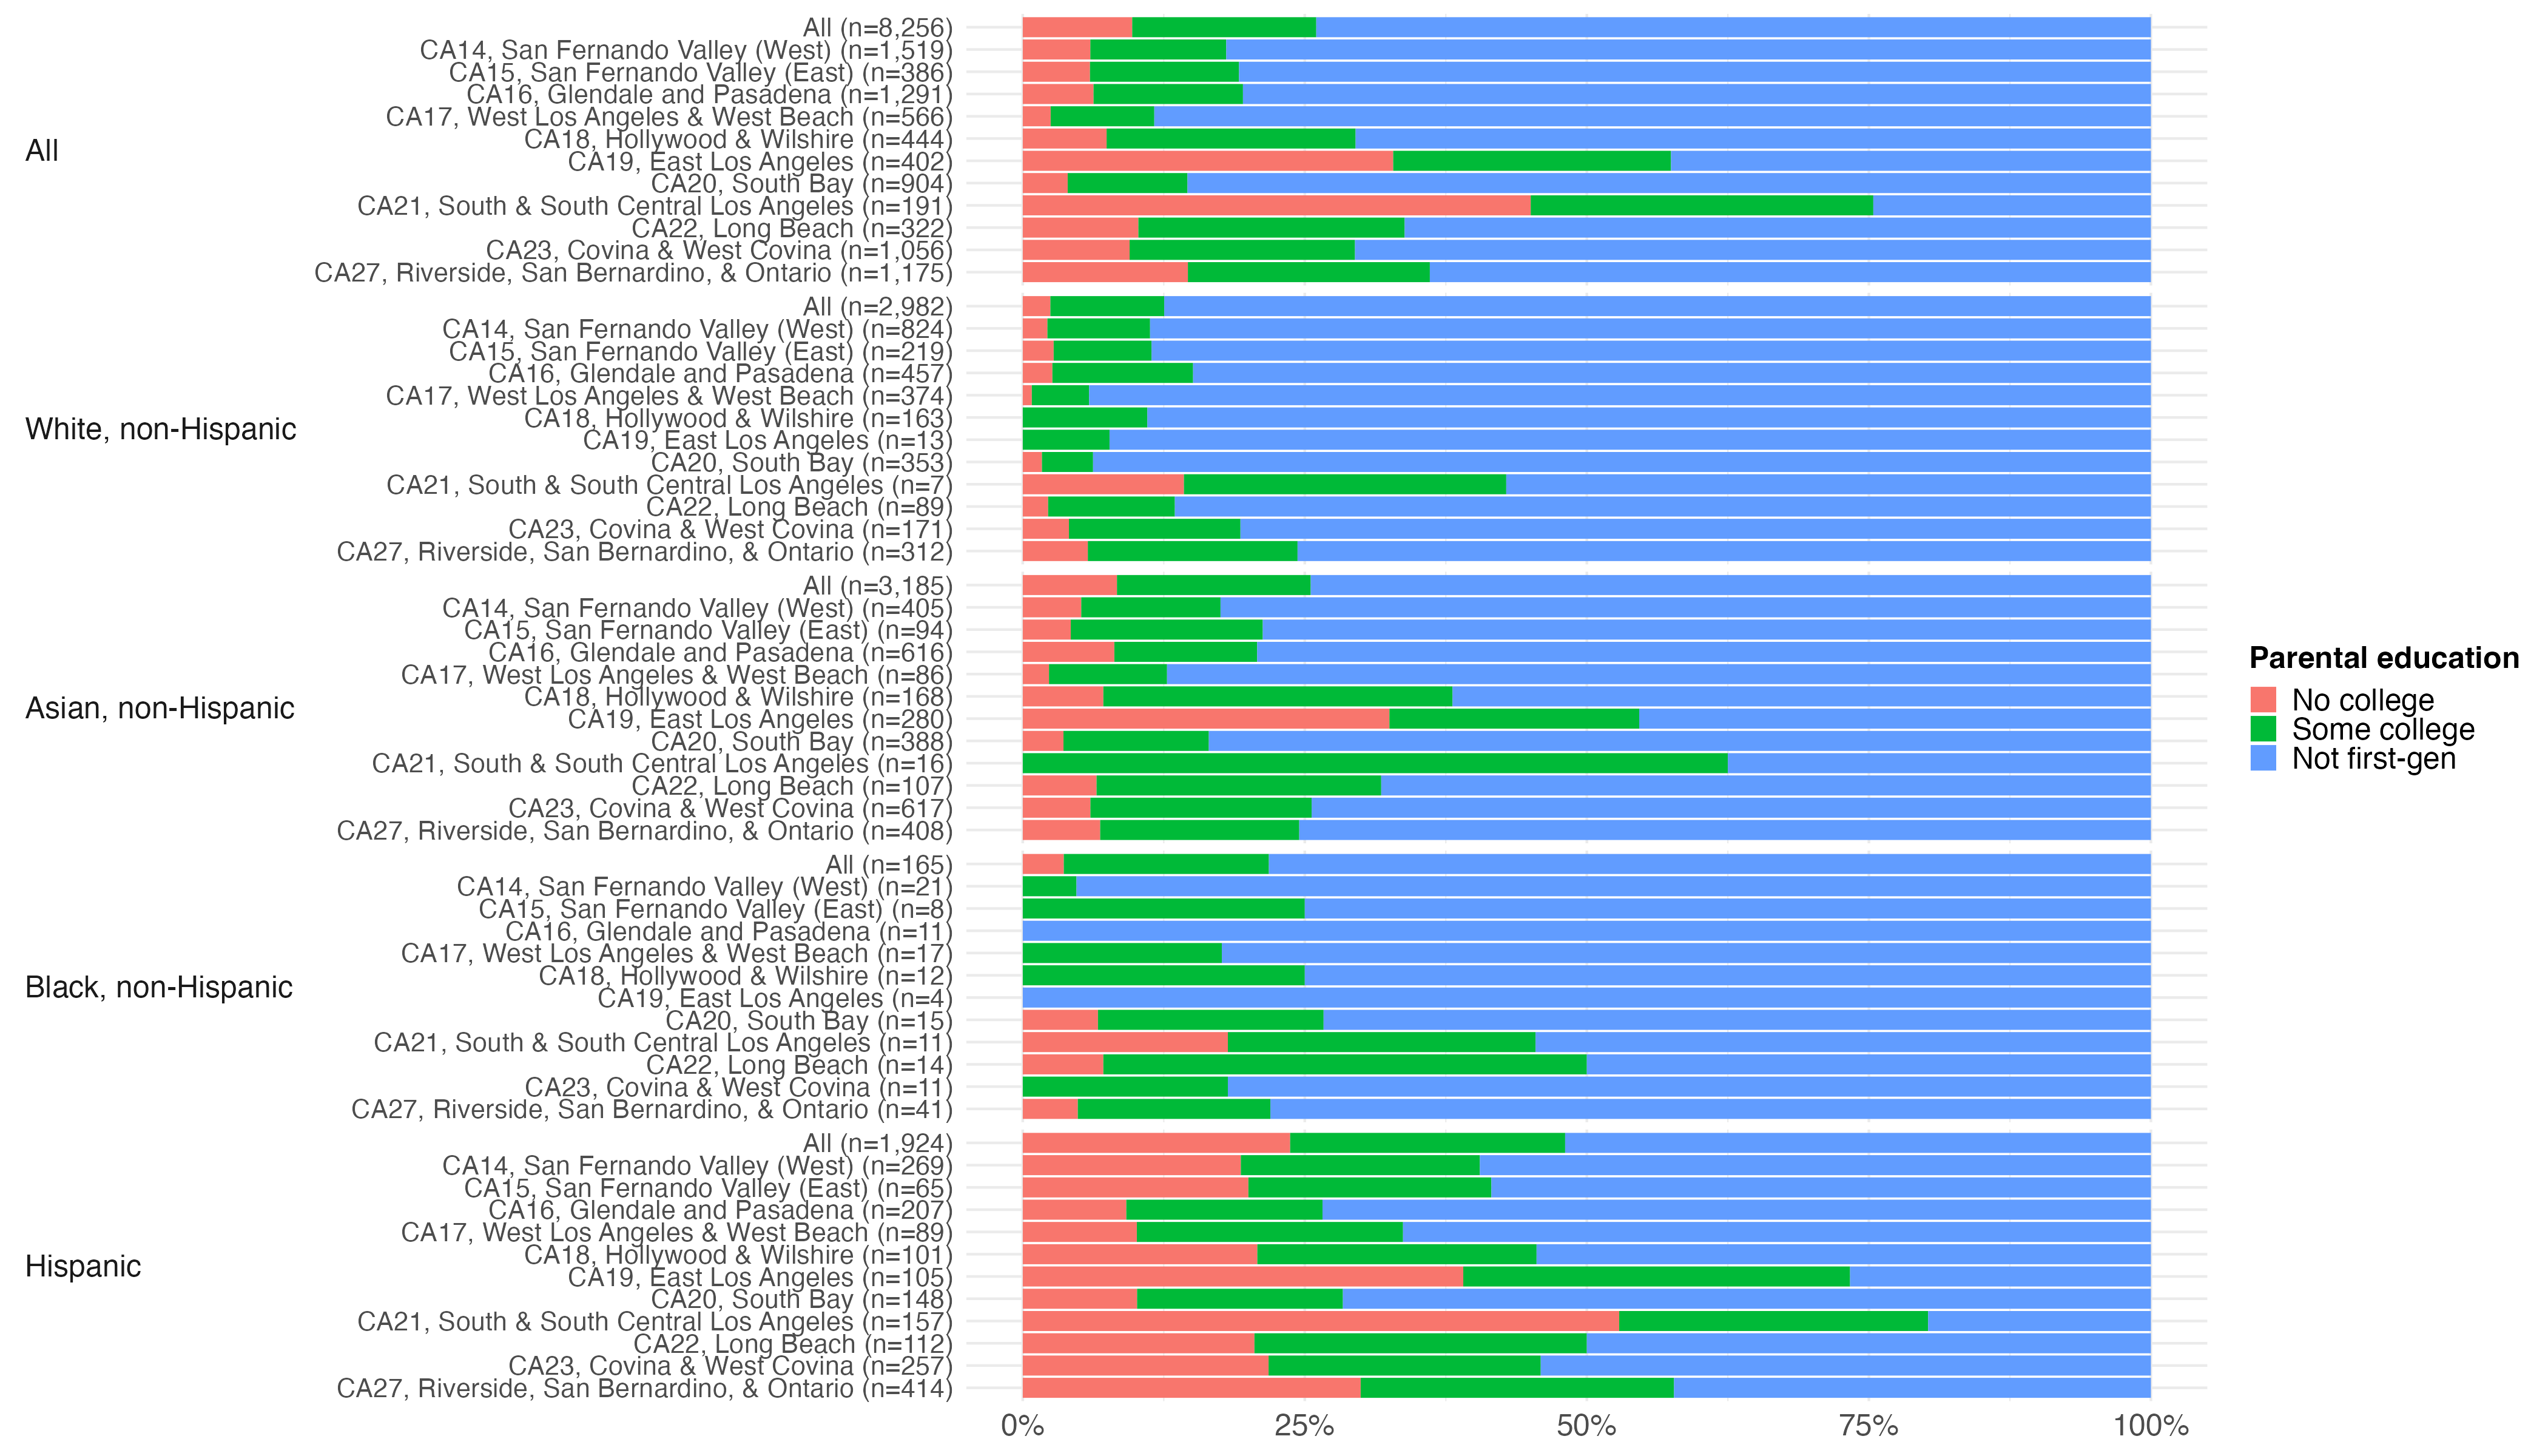 All
All (n=8,256)
CA14, San Fernando Valley (West) (n=1,519)
CA15, San Fernando Valley (East) (n=386)
CA16, Glendale and Pasadena (n=1,291)
CA17, West Los Angeles & West Beach (n=566)
CA18, Hollywood & Wilshire (n=444)
CA19, East Los Angeles (n=402)
CA20, South Bay (n=904)
CA21, South & South Central Los Angeles (n=191)
CA22, Long Beach (n=322)
CA23, Covina & West Covina (n=1,056)
CA27, Riverside, San Bernardino, & Ontario (n=1,175)
White, non-Hispanic
All (n=2,982)
CA14, San Fernando Valley (West) (n=824)
CA15, San Fernando Valley (East) (n=219)
CA16, Glendale and Pasadena (n=457)
CA17, West Los Angeles & West Beach (n=374)
CA18, Hollywood & Wilshire (n=163)
CA19, East Los Angeles (n=13)
CA20, South Bay (n=353)
CA21, South & South Central Los Angeles (n=7)
CA22, Long Beach (n=89)
CA23, Covina & West Covina (n=171)
CA27, Riverside, San Bernardino, & Ontario (n=312)
Asian, non-Hispanic
All (n=3,185)
CA14, San Fernando Valley (West) (n=405)
CA15, San Fernando Valley (East) (n=94)
CA16, Glendale and Pasadena (n=616)
CA17, West Los Angeles & West Beach (n=86)
CA18, Hollywood & Wilshire (n=168)
CA19, East Los Angeles (n=280)
CA20, South Bay (n=388)
CA21, South & South Central Los Angeles (n=16)
CA22, Long Beach (n=107)
CA23, Covina & West Covina (n=617)
CA27, Riverside, San Bernardino, & Ontario (n=408)
Black, non-Hispanic
All (n=165)
CA14, San Fernando Valley (West) (n=21)
CA15, San Fernando Valley (East) (n=8)
CA16, Glendale and Pasadena (n=11)
CA17, West Los Angeles & West Beach (n=17)
CA18, Hollywood & Wilshire (n=12)
CA19, East Los Angeles (n=4)
CA20, South Bay (n=15)
CA21, South & South Central Los Angeles (n=11)
CA22, Long Beach (n=14)
CA23, Covina & West Covina (n=11)
CA27, Riverside, San Bernardino, & Ontario (n=41)
Hispanic
All (n=1,924)
CA14, San Fernando Valley (West) (n=269)
CA15, San Fernando Valley (East) (n=65)
CA16, Glendale and Pasadena (n=207)
CA17, West Los Angeles & West Beach (n=89)
CA18, Hollywood & Wilshire (n=101)
CA19, East Los Angeles (n=105)
CA20, South Bay (n=148)
CA21, South & South Central Los Angeles (n=157)
CA22, Long Beach (n=112)
CA23, Covina & West Covina (n=257)
CA27, Riverside, San Bernardino, & Ontario (n=414)
0% 25% 50% 75% 100%
Parental education
No college
Some college
Not first-gen